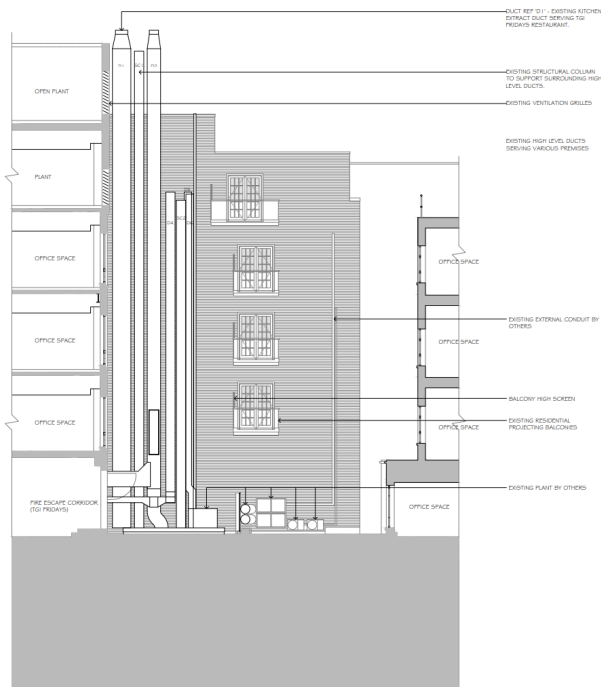 DUCT REF 'D1' - EXISTING KITCHEN
EXTRACT DUCT SERVING TGI
FRIDAYS RESTAURANT.
EXISTING STRUCTURAL COLUMN
TO SUPPORT SURROUNDING HIGH
LEVEL DUCTS.
OPEN PLANT
EXISTING VENTILATION GRILLES
EXISTING HIGH LEVEL DUCTS
SERVING VARIOUS PREMISES
PLANT
OFFICE SPACE
OFFICE SPACE
EXISTING EXTERNAL CONDUIT BY
OTHERS
OFFICE SPACE
OFFICE SPACE
BALCONY HIGH SCREEN
EXISTING RESIDENTIAL
PROJECTING BALCONIES
OFFICE SPACE
OFFICE SPACE
EXISTING PLANT BY OTHERS
FIRE ESCAPE CORRIDOR
(TGI FRIDAYS)
OFFICE SPACE